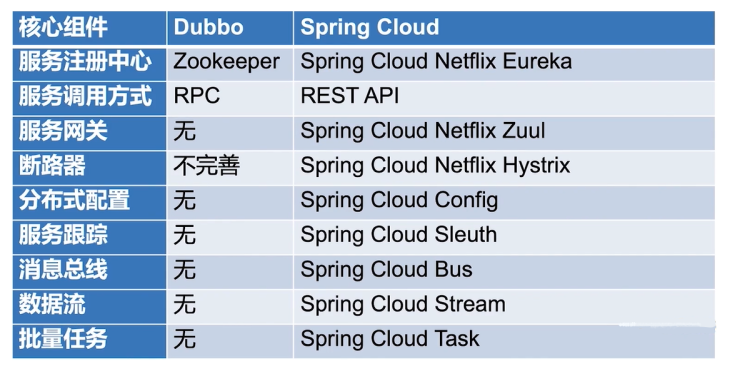 核心组件 Dubbo Spring Cloud
服务注册中心 Zookeeper Spring Cloud Netflix Eureka
服务调用方式 RPC REST API
服务网关 无 Spring Cloud Netflix Zuul
断路器 不完善 Spring Cloud Netflix Hystrix
分布式配置 无 Spring Cloud Config
服务跟踪 无 Spring Cloud Sleuth
消息总线 无 Spring Cloud Bus
数据流 无 Spring Cloud Stream
批量任务 无 Spring Cloud Task